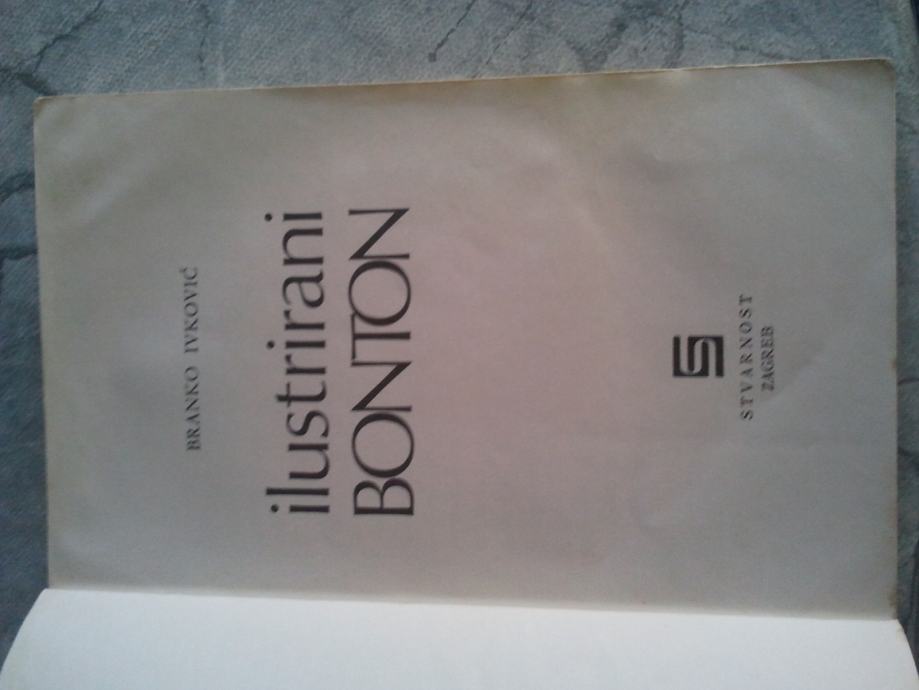 BRANKO IVKOVIĆ
ilustrirani
BONTON
STVARNOST
ZAGREB